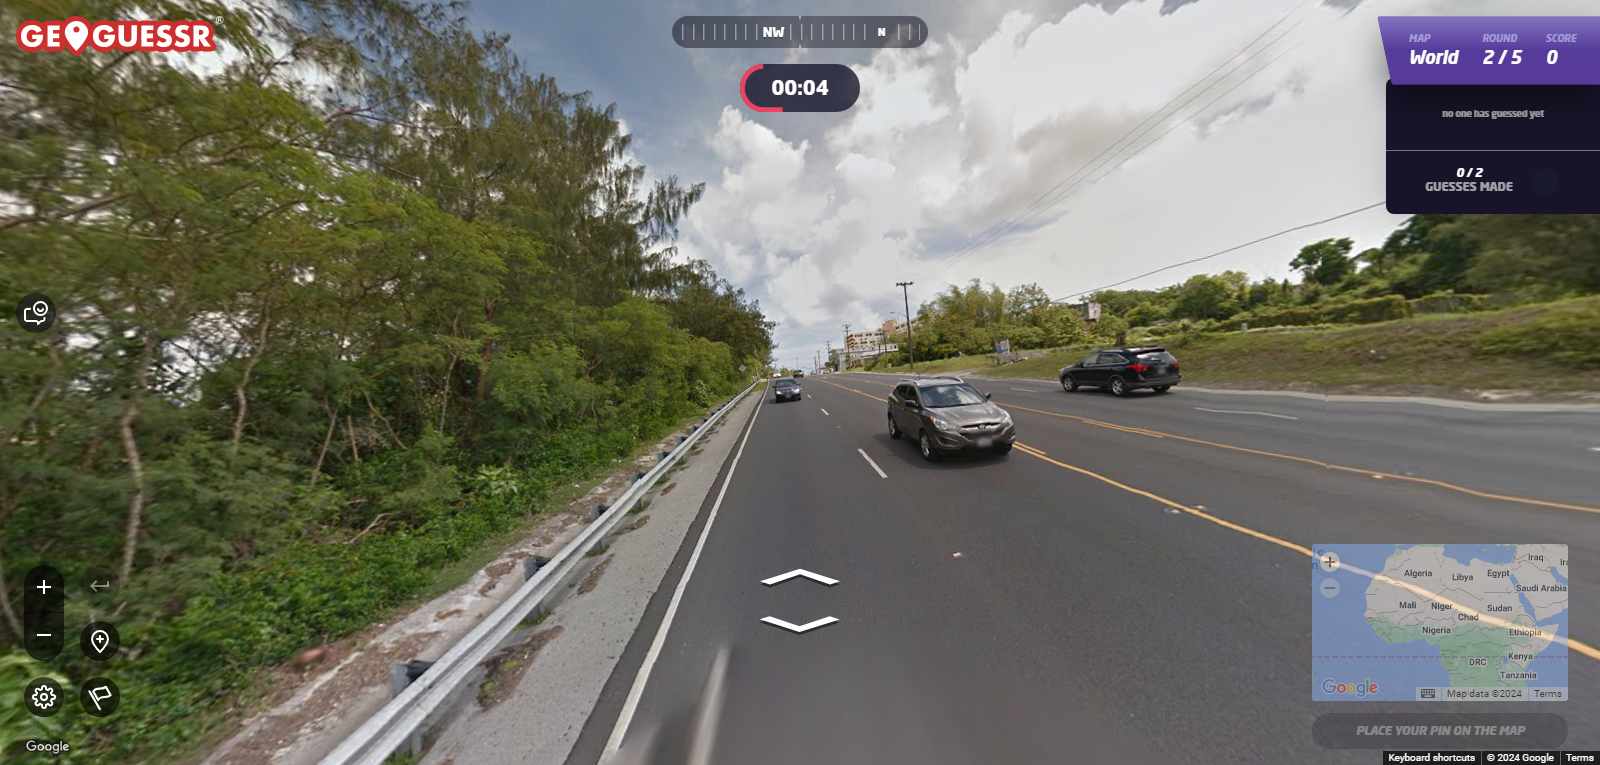 GEOGUESSR®
NW N
00:04
MAP ROUND SCORE
World 2 / 5 0
no one has guessed yet
0 / 2
GUESSES MADE
Iraq
Algeria Libya Egypt
Saudi Arabia
Mali Niger Sudan
Chad
Nigeria Ethiopia
DRC Kenya
Tanzania
Google Map data ©2024 Terms
PLACE YOUR PIN ON THE MAP
Google
Keyboard shortcuts © 2024 Google Terms